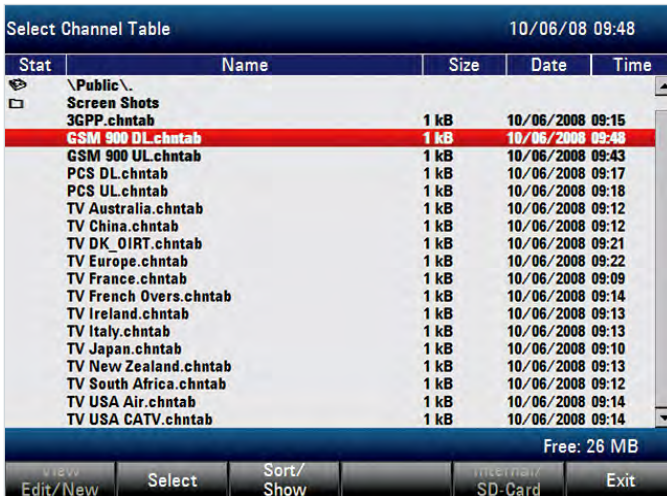 Select Channel Table 10/06/08 09:48
Stat Name Size Date Time
\Public\.
Screen Shots
3GPP.chntab 1 kB 10/06/2008 09:15
GSM 900 DL.chntab 1 kB 10/06/2008 09:48
GSM 900 UL.chntab 1 kB 10/06/2008 09:43
PCS DL.chntab 1 kB 10/06/2008 09:17
PCS UL.chntab 1 kB 10/06/2008 09:18
TV Australia.chntab 1 kB 10/06/2008 09:12
TV China.chntab 1 kB 10/06/2008 09:12
TV DK_OIRT.chntab 1 kB 10/06/2008 09:21
TV Europe.chntab 1 kB 10/06/2008 09:22
TV France.chntab 1 kB 10/06/2008 09:09
TV French Overs.chntab 1 kB 10/06/2008 09:14
TV Ireland.chntab 1 kB 10/06/2008 09:13
TV Italy.chntab 1 kB 10/06/2008 09:13
TV Japan.chntab 1 kB 10/06/2008 09:10
TV New Zealand.chntab 1 kB 10/06/2008 09:13
TV South Africa.chntab 1 kB 10/06/2008 09:12
TV USA Air.chntab 1 kB 10/06/2008 09:14
TV USA CATV.chntab 1 kB 10/06/2008 09:14
Free: 26 MB
View Sort/ Internal/
Edit/New Select Show SD-Card Exit